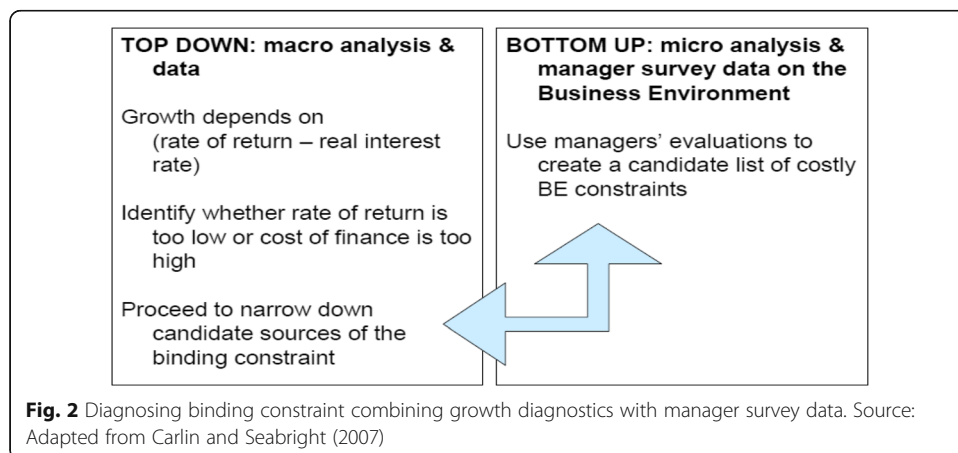 TOP DOWN: macro analysis &
data
Growth depends on
(rate of return – real interest
rate)
Identify whether rate of return is
too low or cost of finance is too
high
Proceed to narrow down
candidate sources of the
binding constraint
BOTTOM UP: micro analysis &
manager survey data on the
Business Environment
Use managers' evaluations to
create a candidate list of costly
BE constraints
Fig. 2 Diagnosing binding constraint combining growth diagnostics with manager survey data. Source:
Adapted from Carlin and Seabright (2007)